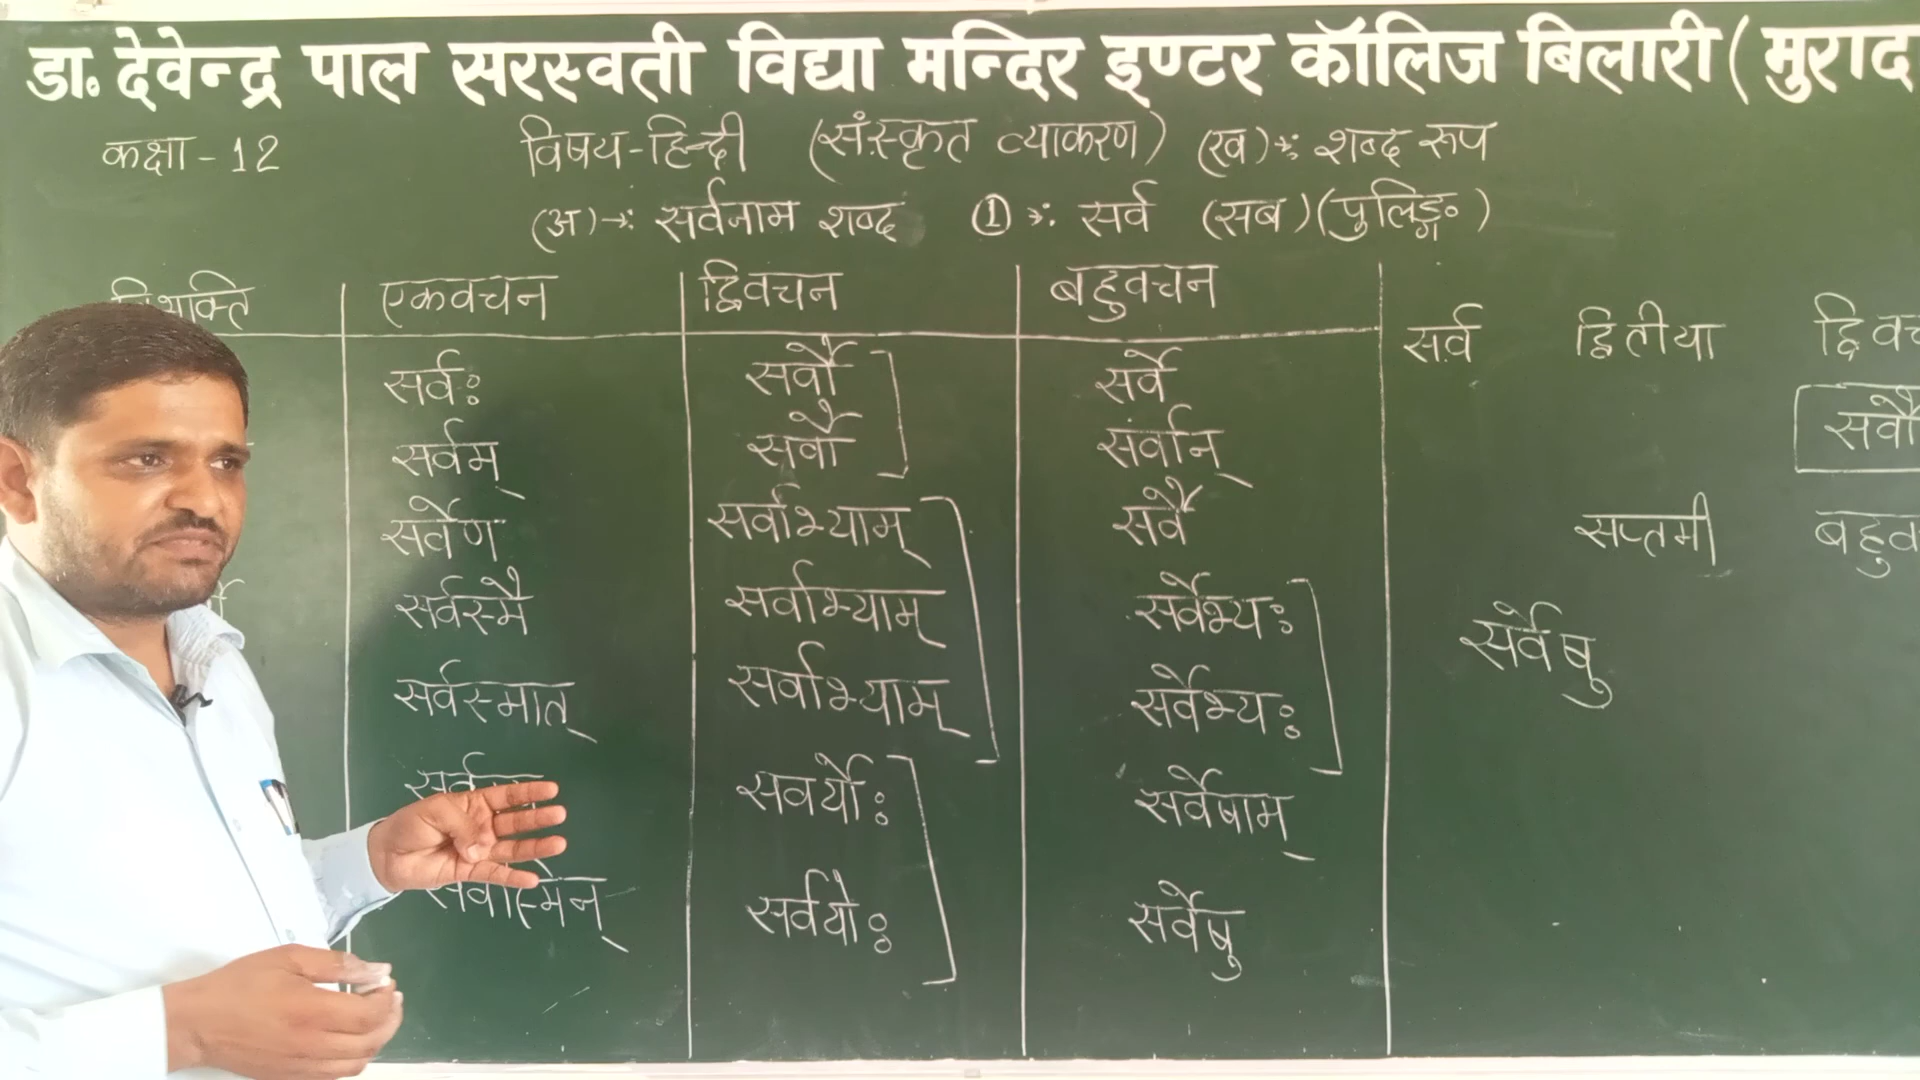 डा. देवेन्द्र पाल सरस्वती विद्या मन्दिर इण्टर कॉलिज बिलारी ( मुराद
कक्षा - 12 विषय-हिन्दी (संस्कृत व्याकरण) (ख)→: शब्द रूप
(अ)→: सर्वनाम शब्द ①→: सर्व (सब) (पुलिङ्ग॰)
एकवचन द्विवचन बहुवचन
सर्व द्वितीया द्विवच
सर्वः सर्वौ सर्वे
सर्वौ
सर्वम् सर्वौ सर्वान्
सर्वेण सर्वाभ्याम् सर्वै
सप्तमी बहुव
सर्वस्मै सर्वाभ्याम् सर्वेभ्यः
सर्वेषु
सर्वस्मात् सर्वाभ्याम् सर्वेभ्यः
सर्वयोः सर्वेषाम्
सर्वयोः सर्वेषु